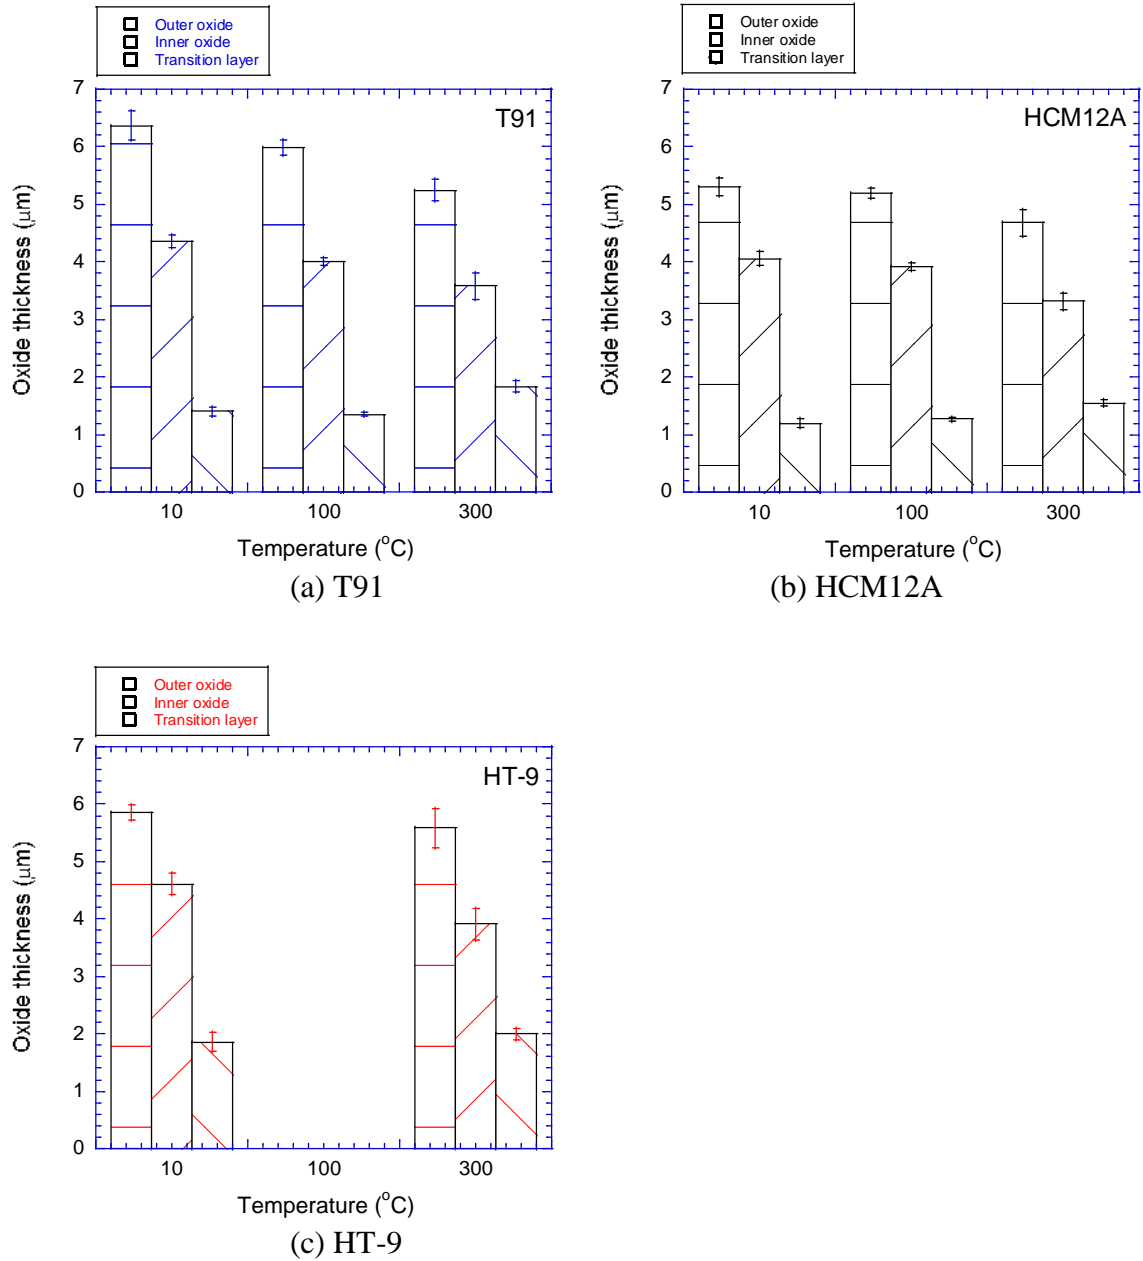 Outer oxide
Inner oxide
Transition layer
T91
7
6
5
4
3
2
1
0
Oxide thickness (μm)
10 100 300
Temperature (°C)
(a) T91
Outer oxide
Inner oxide
Transition layer
HCM12A
7
6
5
4
3
2
1
0
Oxide thickness (μm)
10 100 300
Temperature (°C)
(b) HCM12A
Outer oxide
Inner oxide
Transition layer
HT-9
7
6
5
4
3
2
1
0
Oxide thickness (μm)
10 100 300
Temperature (°C)
(c) HT-9